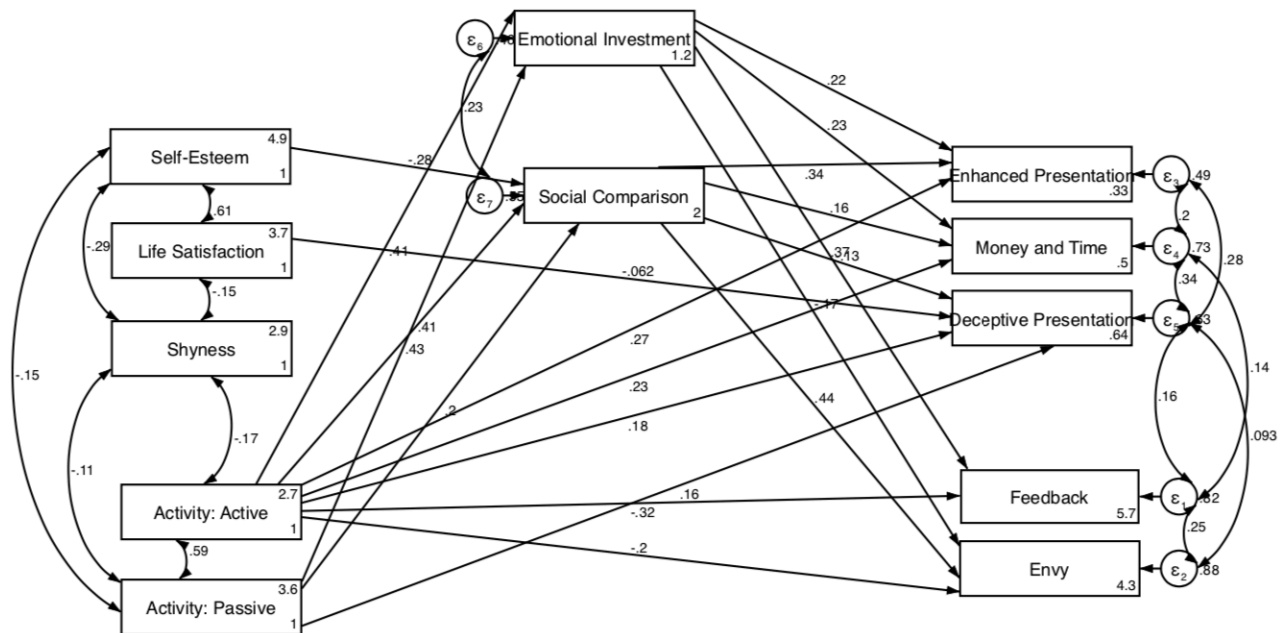 ε6
Emotional Investment
1.2
.22
.23
.23
4.9
Self-Esteem
1
-.28
ε7
Social Comparison
2
.34
.16
Enhanced Presentation
.33
ε3
.49
.61
.2
3.7
Life Satisfaction
1
-.29
.41
-.062
.37
.13
Money and Time
.5
ε4
.73
.28
.34
-.15
2.9
Shyness
1
-.17
Deceptive Presentation
.64
ε5
.41
.43
.27
-.15
.23
.14
.44
.16
.2
.18
-.17
.093
-.11
2.7
Activity: Active
1
.16
-.32
Feedback
5.7
ε1
.25
.59
-.2
Envy
4.3
ε2
.88
3.6
Activity: Passive
1